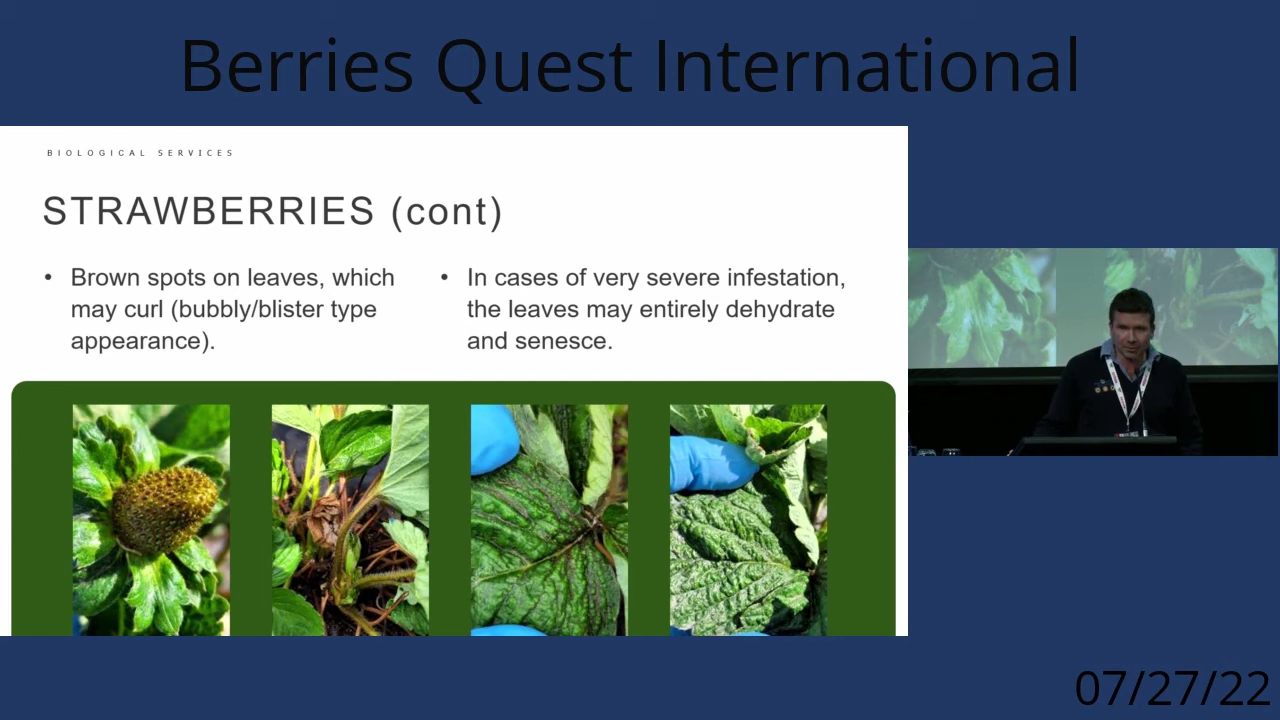 Berries Quest International
BIOLOGICAL SERVICES
STRAWBERRIES (cont)
• Brown spots on leaves, which
may curl (bubbly/blister type
appearance).
• In cases of very severe infestation,
the leaves may entirely dehydrate
and senesce.
07/27/22